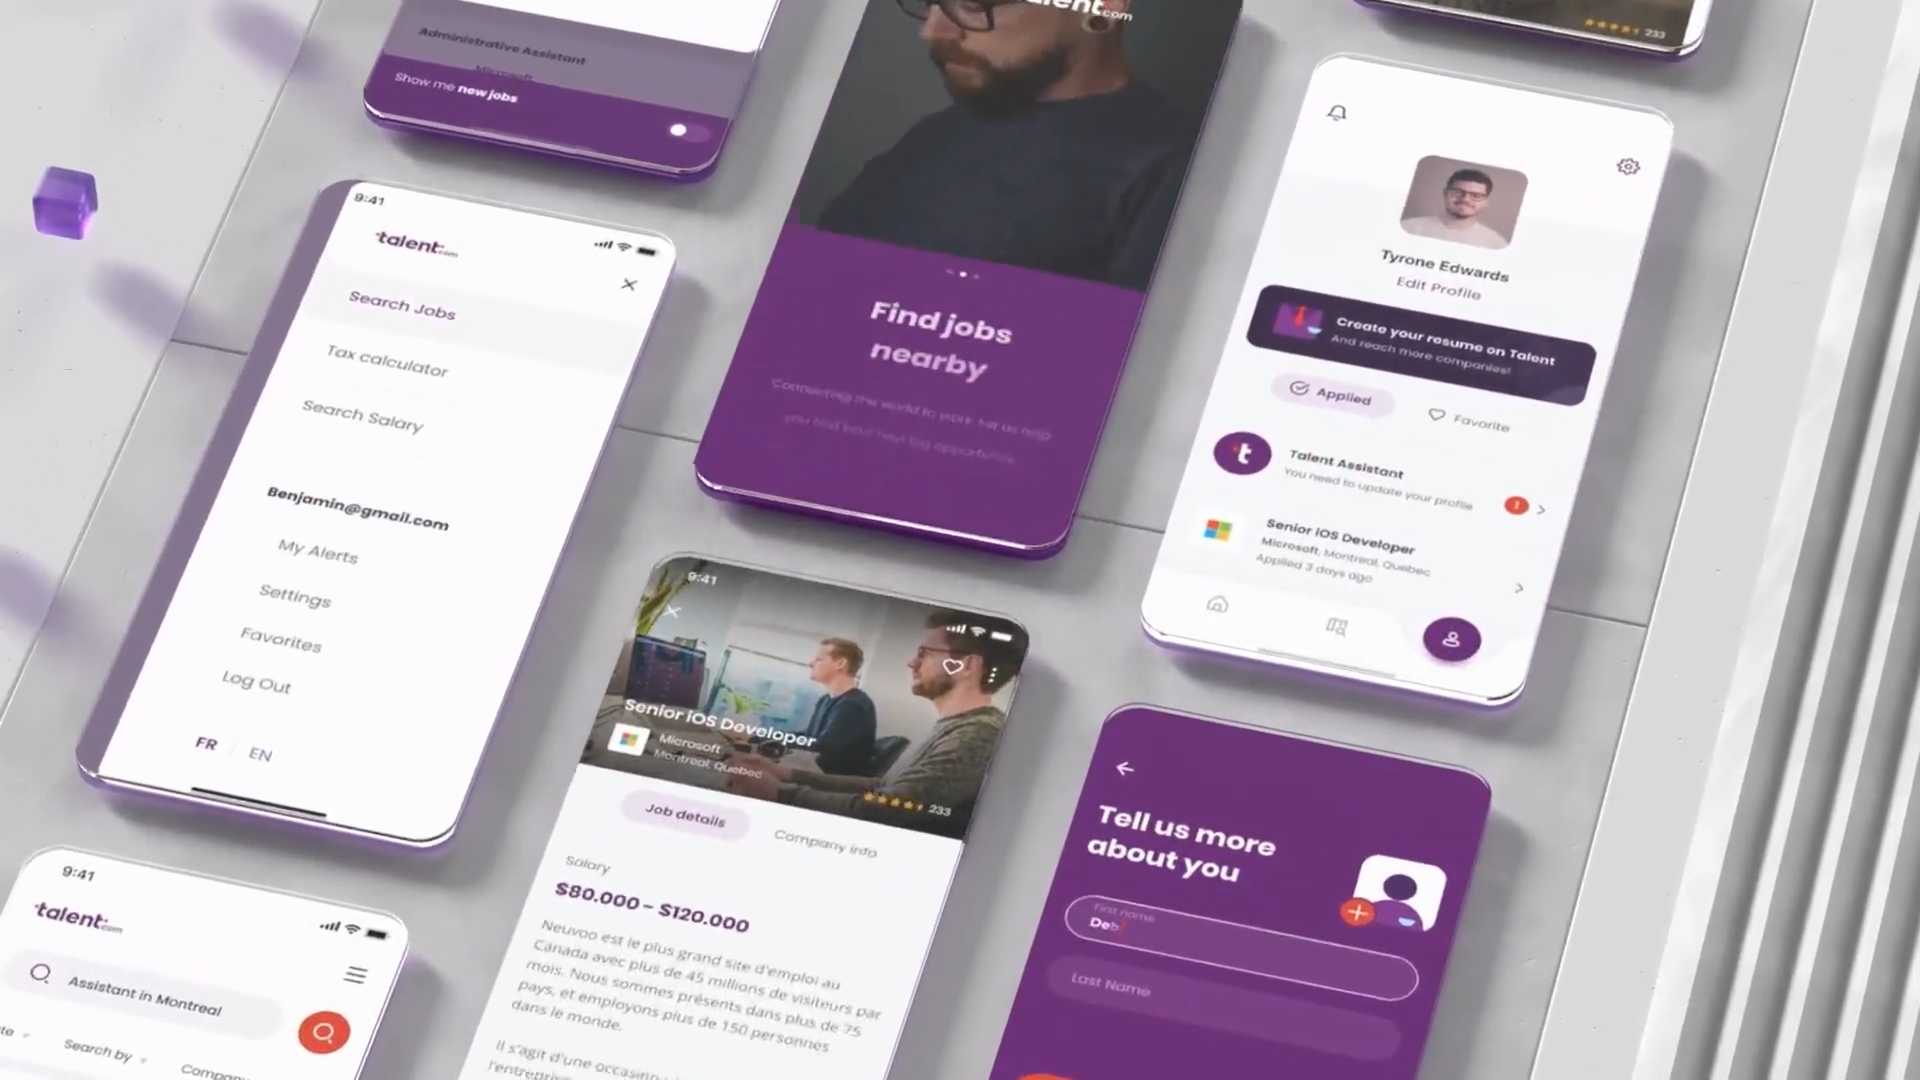 Administrative Assistant
Microsoft
Show me new jobs
talent.com
Find jobs
nearby
Connecting the world to work. Let us help
you find your next big opportunity.
233
Tyrone Edwards
Edit Profile
Create your resume on Talent
And reach more companies!
Applied
Favorite
Talent Assistant
You need to update your profile
1
Senior iOS Developer
Microsoft, Montreal, Quebec
Applied 3 days ago
9:41
talent.com
Search Jobs
Tax calculator
Search Salary
Benjamin@gmail.com
My Alerts
Settings
Favorites
Log Out
FR
EN
9:41
Senior iOS Developer
Microsoft
Montreal, Quebec
233
Job details
Company info
Salary
$80.000 - $120.000
Neuvoo est le plus grand site d'emploi au
Canada avec plus de 45 millions de visiteurs par
mois. Nous sommes présents dans plus de 75
pays, et employons plus de 150 personnes
dans le monde.
Il s'agit d'une occasion
Tell us more
about you
First name
Deb
Last Name
9:41
talent.com
Assistant in Montreal
Search by
Company